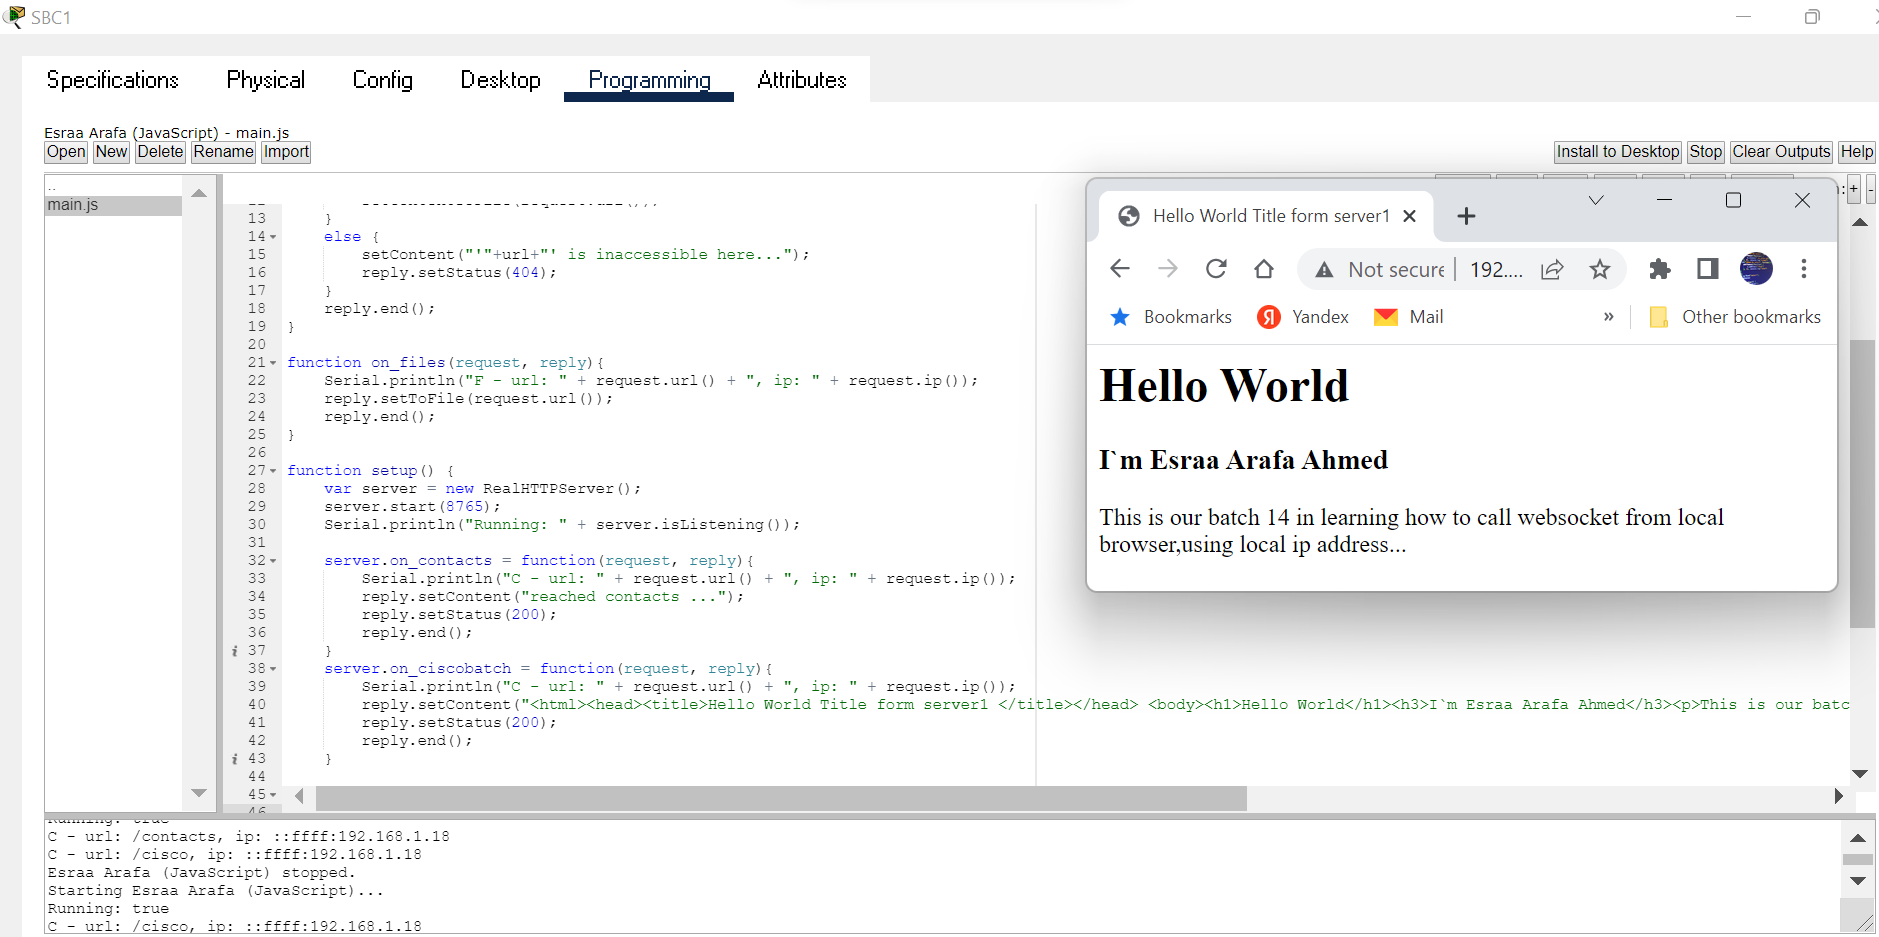 SBC1
Specifications Physical Config Desktop Programming Attributes
Esraa Arafa (JavaScript) - main.js
Open New Delete Rename Import
Install to Desktop Stop Clear Outputs Help
..
main.js
13 }
14 else {
15 setContent("'"+url+"' is inaccessible here...");
16 reply.setStatus(404);
17 }
18 reply.end();
19 }
20
21 function on_files(request, reply){
22 Serial.println("F - url: " + request.url() + ", ip: " + request.ip());
23 reply.setToFile(request.url());
24 reply.end();
25 }
26
27 function setup() {
28 var server = new RealHTTPServer();
29 server.start(8765);
30 Serial.println("Running: " + server.isListening());
31
32 server.on_contacts = function(request, reply){
33 Serial.println("C - url: " + request.url() + ", ip: " + request.ip());
34 reply.setContent("reached contacts ...");
35 reply.setStatus(200);
36 reply.end();
i 37 }
38 server.on_ciscobatch = function(request, reply){
39 Serial.println("C - url: " + request.url() + ", ip: " + request.ip());
40 reply.setContent("<html><head><title>Hello World Title form server1 </title></head> <body><h1>Hello World</h1><h3>I`m Esraa Arafa Ahmed</h3><p>This is our batc
41 reply.setStatus(200);
42 reply.end();
i 43 }
44
45
46
:+ -
Hello World Title form server1
Not secure 192....
Bookmarks Я Yandex Mail » Other bookmarks
Hello World
I`m Esraa Arafa Ahmed
This is our batch 14 in learning how to call websocket from local
browser,using local ip address...
Running: true
C - url: /contacts, ip: ::ffff:192.168.1.18
C - url: /cisco, ip: ::ffff:192.168.1.18
Esraa Arafa (JavaScript) stopped.
Starting Esraa Arafa (JavaScript)...
Running: true
C - url: /cisco, ip: ::ffff:192.168.1.18